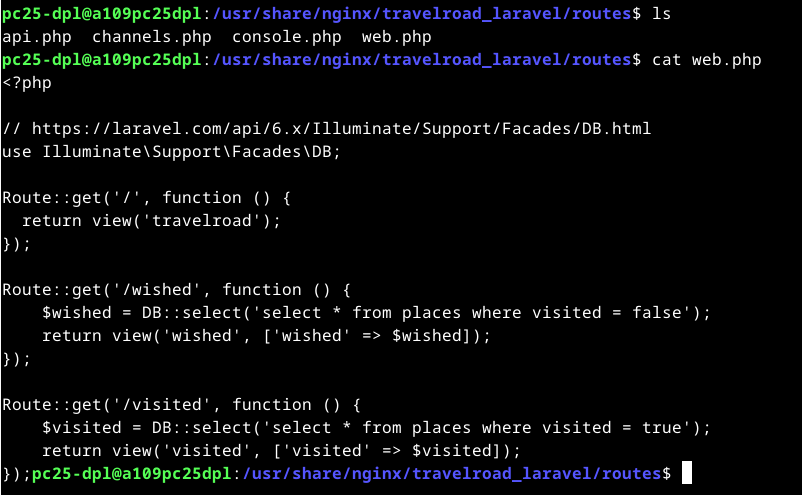 pc25-dpl@a109pc25dpl:/usr/share/nginx/travelroad_laravel/routes$ ls
api.php  channels.php  console.php  web.php
pc25-dpl@a109pc25dpl:/usr/share/nginx/travelroad_laravel/routes$ cat web.php
<?php

// https://laravel.com/api/6.x/Illuminate/Support/Facades/DB.html
use Illuminate\Support\Facades\DB;

Route::get('/', function () {
  return view('travelroad');
});

Route::get('/wished', function () {
    $wished = DB::select('select * from places where visited = false');
    return view('wished', ['wished' => $wished]);
});

Route::get('/visited', function () {
    $visited = DB::select('select * from places where visited = true');
    return view('visited', ['visited' => $visited]);
});pc25-dpl@a109pc25dpl:/usr/share/nginx/travelroad_laravel/routes$